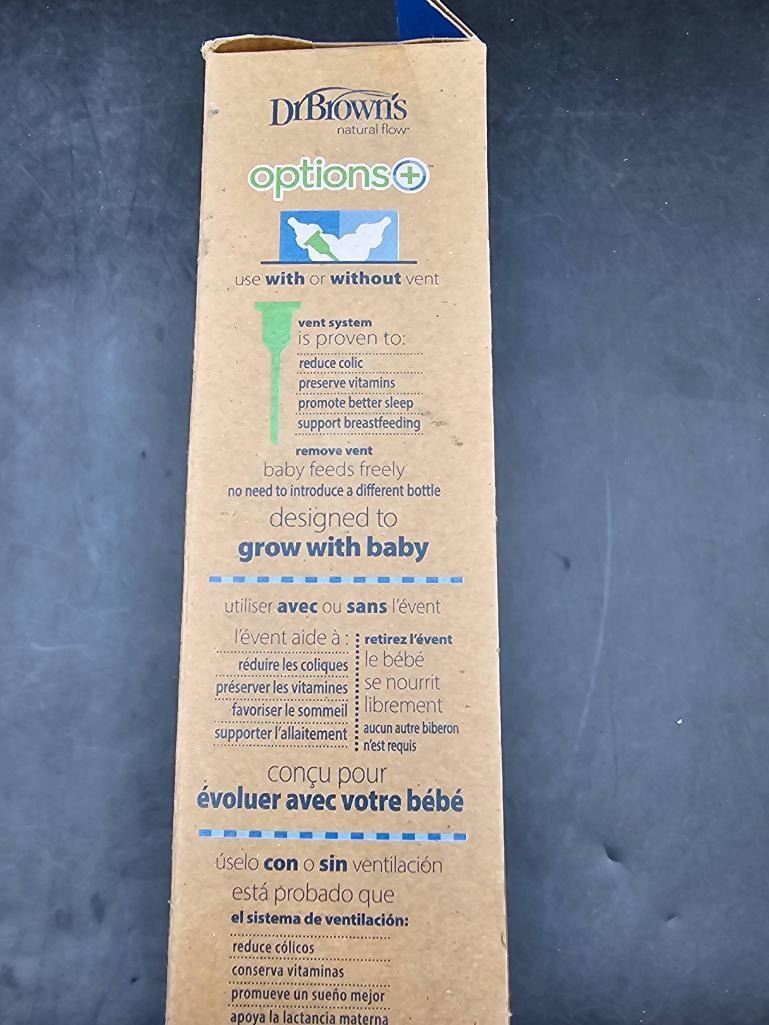 Dr Brown's
natural flow™
options+™
use with or without vent
vent system
is proven to:
reduce colic
preserve vitamins
promote better sleep
support breastfeeding
remove vent
baby feeds freely
no need to introduce a different bottle
designed to
grow with baby
utiliser avec ou sans l'évent
l'évent aide à :
réduire les coliques
préserver les vitamines
favoriser le sommeil
supporter l'allaitement
retirez l'évent
le bébé
se nourrit
librement
aucun autre biberon
n'est requis
conçu pour
évoluer avec votre bébé
úselo con o sin ventilación
está probado que
el sistema de ventilación:
reduce cólicos
conserva vitaminas
promueve un sueño mejor
apoya la lactancia materna